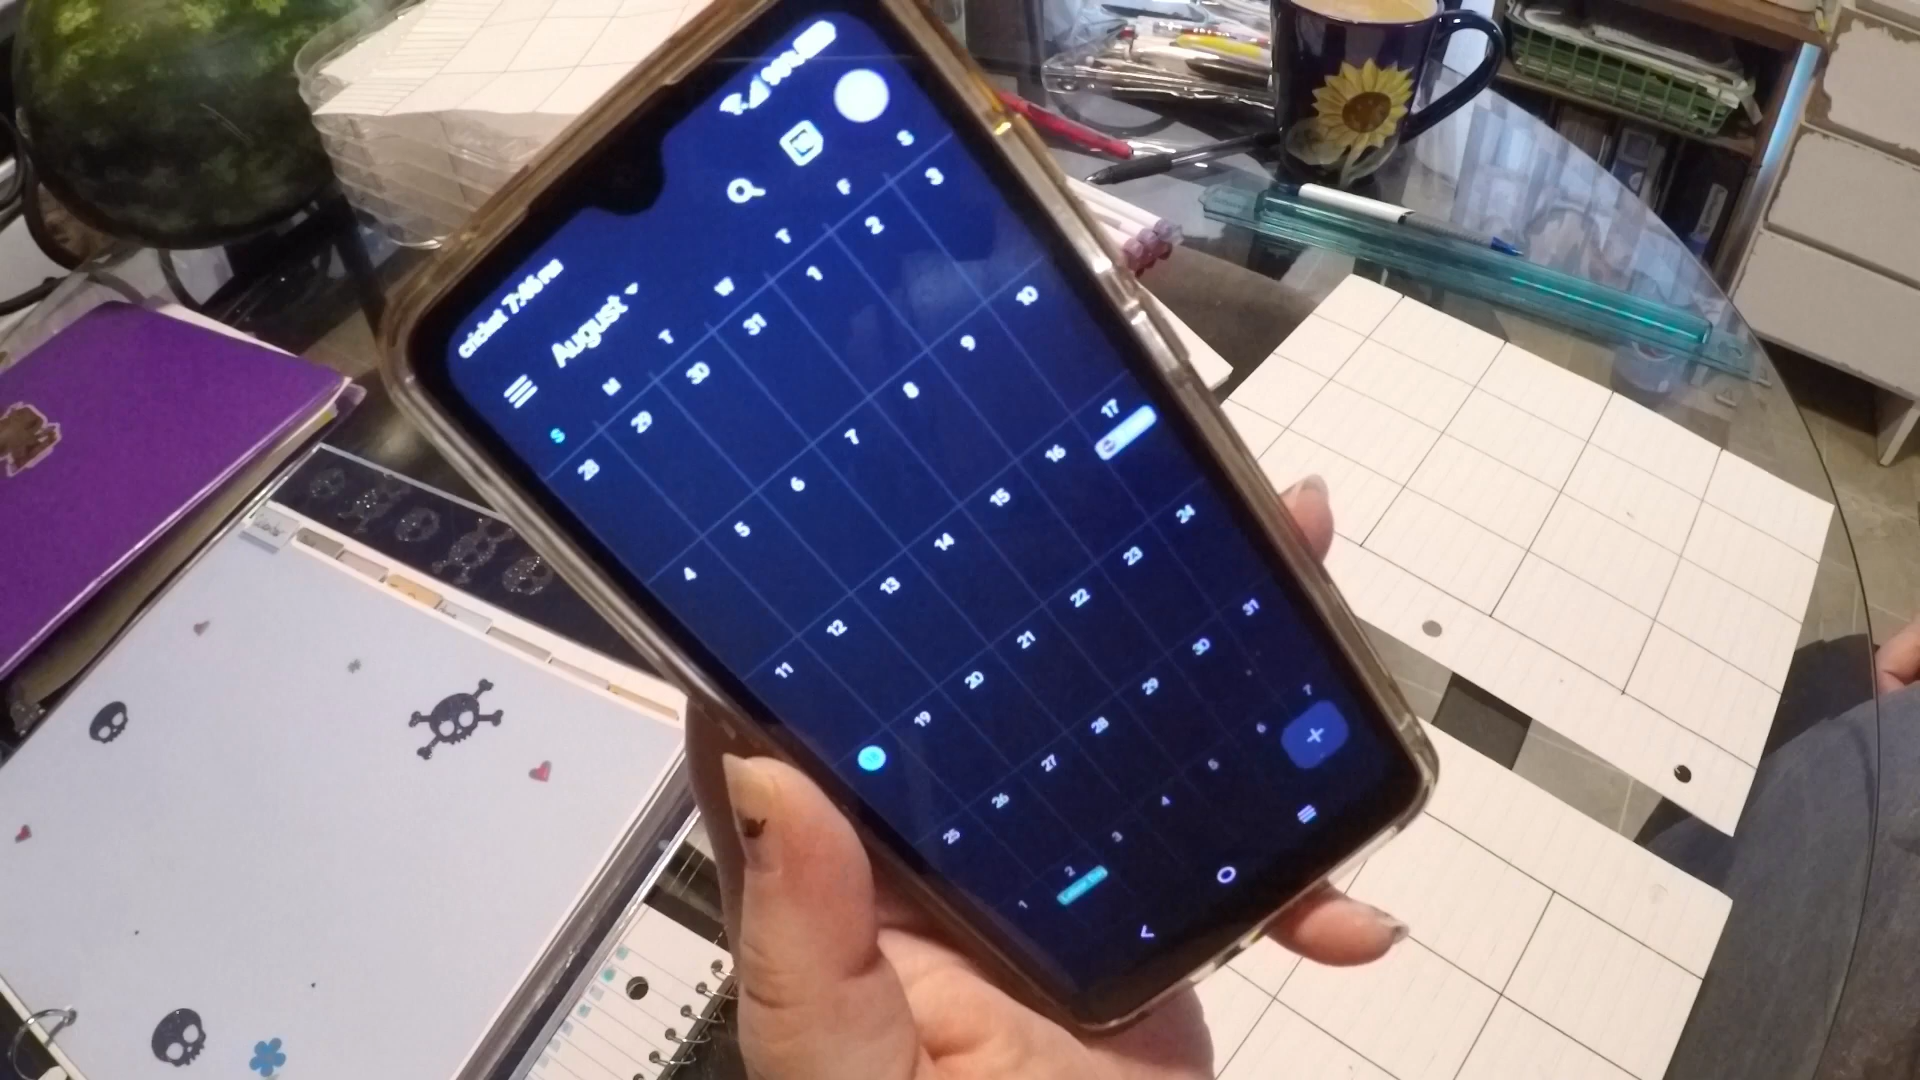 cricket 7:46 PM
August
S M T W T F S
28 29 30 31 1 2 3
4 5 6 7 8 9 10
11 12 13 14 15 16 17
18 19 20 21 22 23 24
25 26 27 28 29 30 31
1 2 3 4 5 6 7